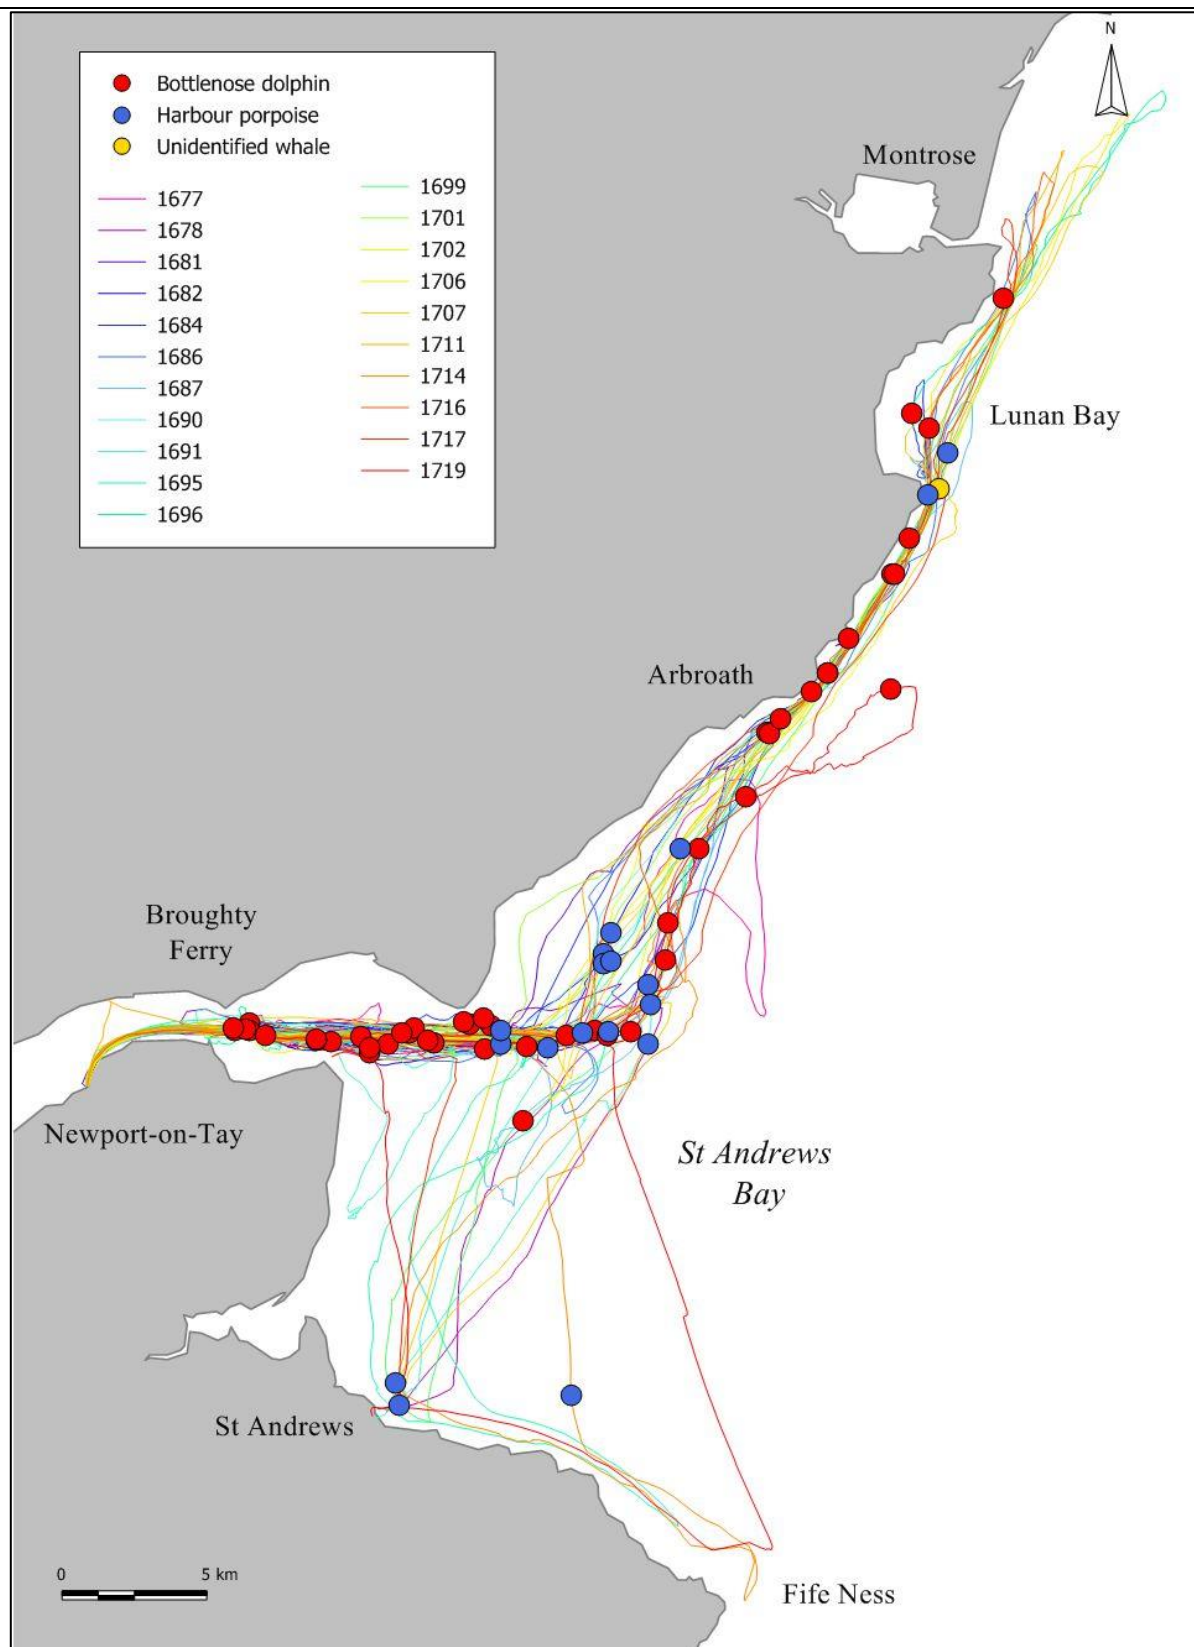 N
Bottlenose dolphin
Harbour porpoise
Unidentified whale
1677
1678
1681
1682
1684
1686
1687
1690
1691
1695
1696
1699
1701
1702
1706
1707
1711
1714
1716
1717
1719
Montrose
Lunan Bay
Arbroath
Broughty
Ferry
Newport-on-Tay
St Andrews
Bay
St Andrews
Fife Ness
0 5 km